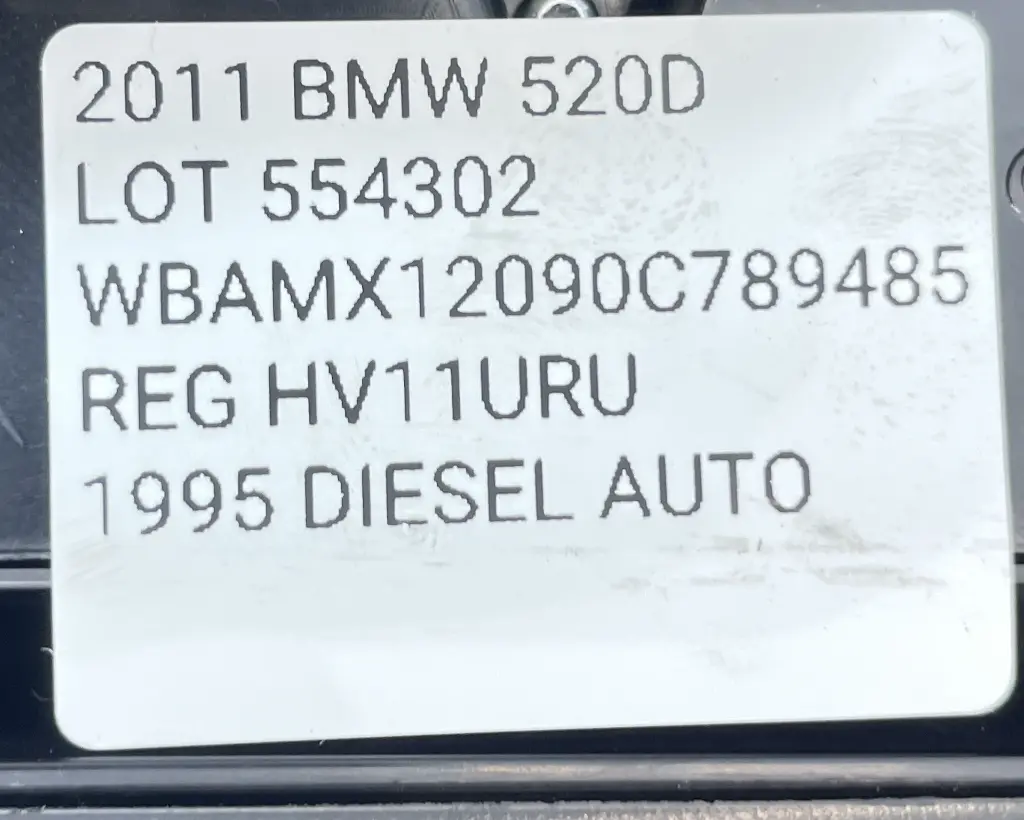 2011 BMW 520D
LOT 554302
WBAMX12090C789485
REG HV11URU
1995 DIESEL AUTO